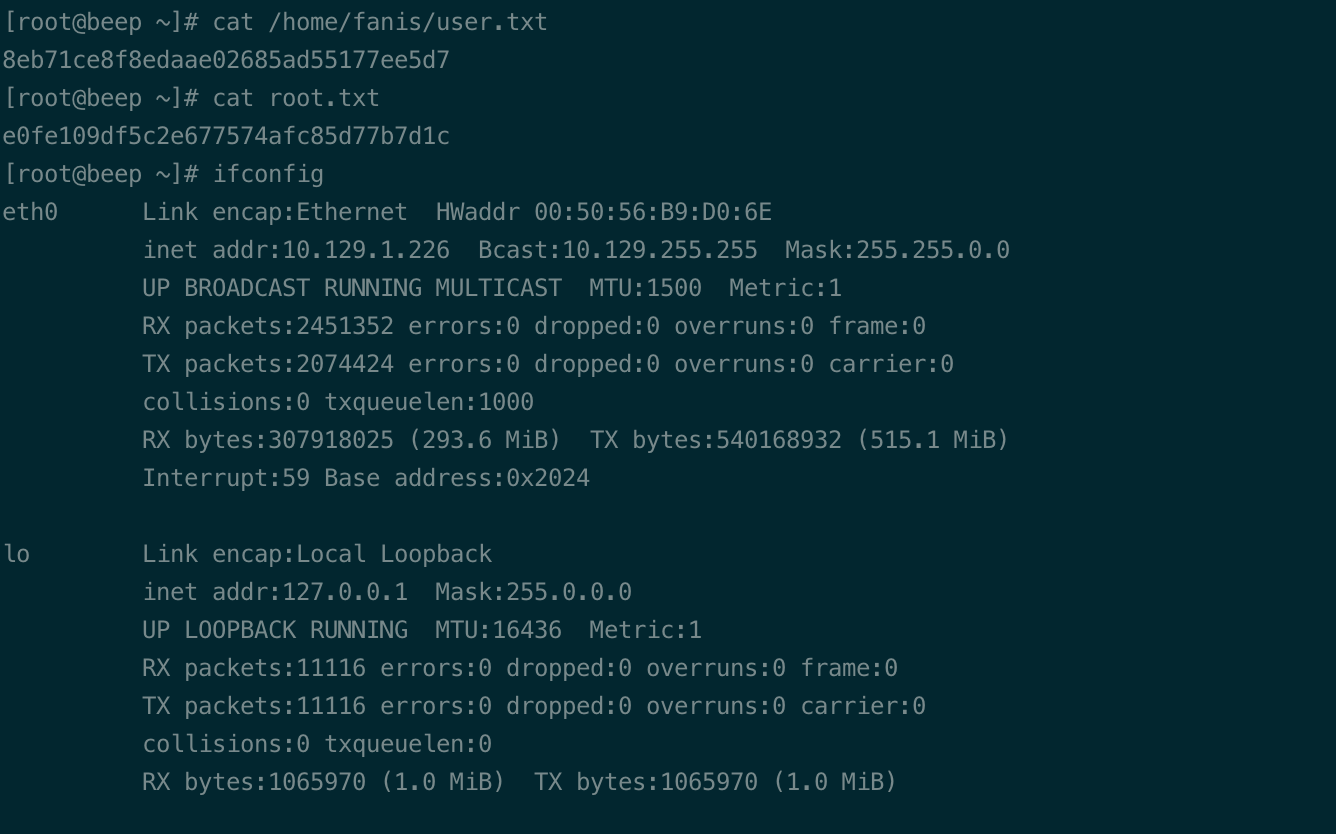 [root@beep ~]# cat /home/fanis/user.txt
8eb71ce8f8edaae02685ad55177ee5d7
[root@beep ~]# cat root.txt
e0fe109df5c2e677574afc85d77b7d1c
[root@beep ~]# ifconfig
eth0      Link encap:Ethernet  HWaddr 00:50:56:B9:D0:6E
          inet addr:10.129.1.226  Bcast:10.129.255.255  Mask:255.255.0.0
          UP BROADCAST RUNNING MULTICAST  MTU:1500  Metric:1
          RX packets:2451352 errors:0 dropped:0 overruns:0 frame:0
          TX packets:2074424 errors:0 dropped:0 overruns:0 carrier:0
          collisions:0 txqueuelen:1000
          RX bytes:307918025 (293.6 MiB)  TX bytes:540168932 (515.1 MiB)
          Interrupt:59 Base address:0x2024

lo        Link encap:Local Loopback
          inet addr:127.0.0.1  Mask:255.0.0.0
          UP LOOPBACK RUNNING  MTU:16436  Metric:1
          RX packets:11116 errors:0 dropped:0 overruns:0 frame:0
          TX packets:11116 errors:0 dropped:0 overruns:0 carrier:0
          collisions:0 txqueuelen:0
          RX bytes:1065970 (1.0 MiB)  TX bytes:1065970 (1.0 MiB)